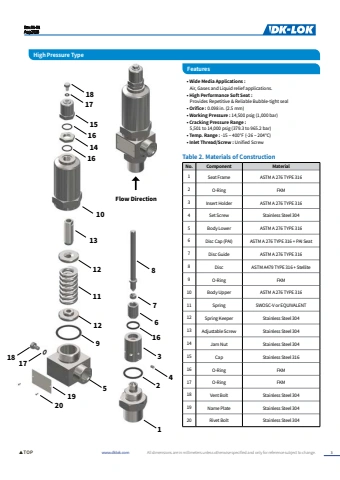 DK-LOK
High Pressure Type
Features
• Wide Media Applications :
Air, Gases and Liquid relief applications.
• High Performance Soft Seat :
Provides Repetitive & Reliable Bubble-tight seal
• Orifice : 0.098 in. (2.5 mm)
• Working Pressure : 14,501 psig (1,000 bar)
• Cracking Pressure Range :
5,501 to 14,000 psig (379.3 to 965.2 bar)
• Temp. Range : -15 ~ 400°F (-26 ~ 204°C)
• Inlet Thread/Screw : Unified Screw
Table 2. Materials of Construction
No. Component Material
1 Seat Frame ASTM A 276 TYPE 316
2 O-Ring FKM
3 Insert Holder ASTM A 276 TYPE 316
4 Set Screw Stainless Steel 304
5 Body Lower ASTM A 276 TYPE 316
6 Disc Cap (PAI) ASTM A 276 TYPE 316 + PAI Seat
7 Disc Guide ASTM A 276 TYPE 316
8 Disc ASTM A479 TYPE 316 + Stellite
9 O-Ring FKM
10 Body Upper ASTM A 276 TYPE 316
11 Spring SWOSC-V or EQUIVALENT
12 Spring Keeper Stainless Steel 304
13 Adjustable Screw Stainless Steel 304
14 Jam Nut Stainless Steel 304
15 Cap Stainless Steel 316
16 O-Ring FKM
17 O-Ring FKM
18 Vent Bolt Stainless Steel 304
19 Name Plate Stainless Steel 304
20 Rivet Bolt Stainless Steel 304
18
17
15
16
14
16
10
13
12
11
12
9
18
17
5
19
20
Flow Direction
8
7
6
16
3
4
2
1
▲TOP
www.dklok.com
All dimensions are in millimeters unless otherwise specified and only for reference subject to change.